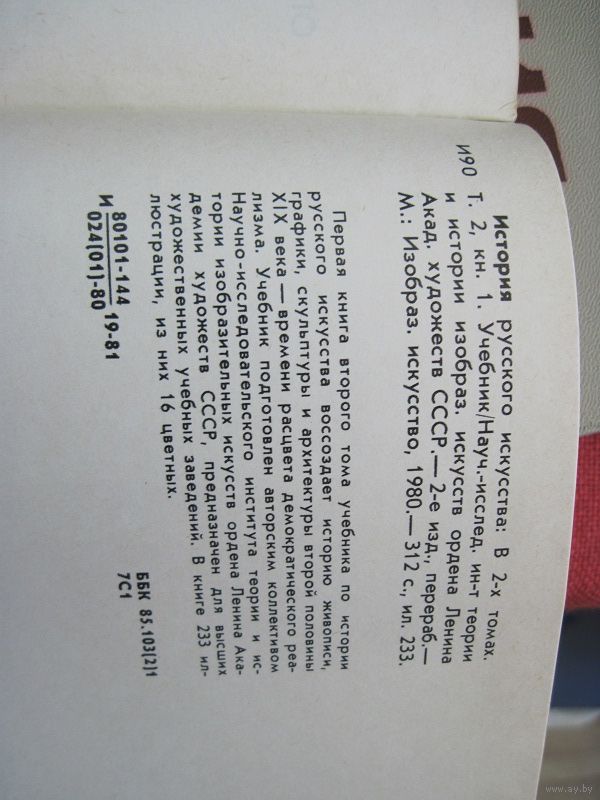 История русского искусства: В 2-х томах.
И90 Т. 2, кн. 1. Учебник/Науч.-исслед. ин-т теории
и истории изобраз. искусств ордена Ленина
Акад. художеств СССР.— 2-е изд., перераб.—
М.: Изобраз. искусство, 1980.— 312 с., ил. 233.
Первая книга второго тома учебника по истории
русского искусства воссоздает историю живописи,
графики, скульптуры и архитектуры второй половины
XIX века — времени расцвета демократического реа-
лизма. Учебник подготовлен авторским коллективом
Научно-исследовательского института теории и ис-
тории изобразительных искусств ордена Ленина Ака-
демии художеств СССР, предназначен для высших
художественных учебных заведений. В книге 233 ил-
люстрации, из них 16 цветных.
И 80101-144
024(01)-80 19-81
ББК 85.103(2)1
7С1
www.ay.by